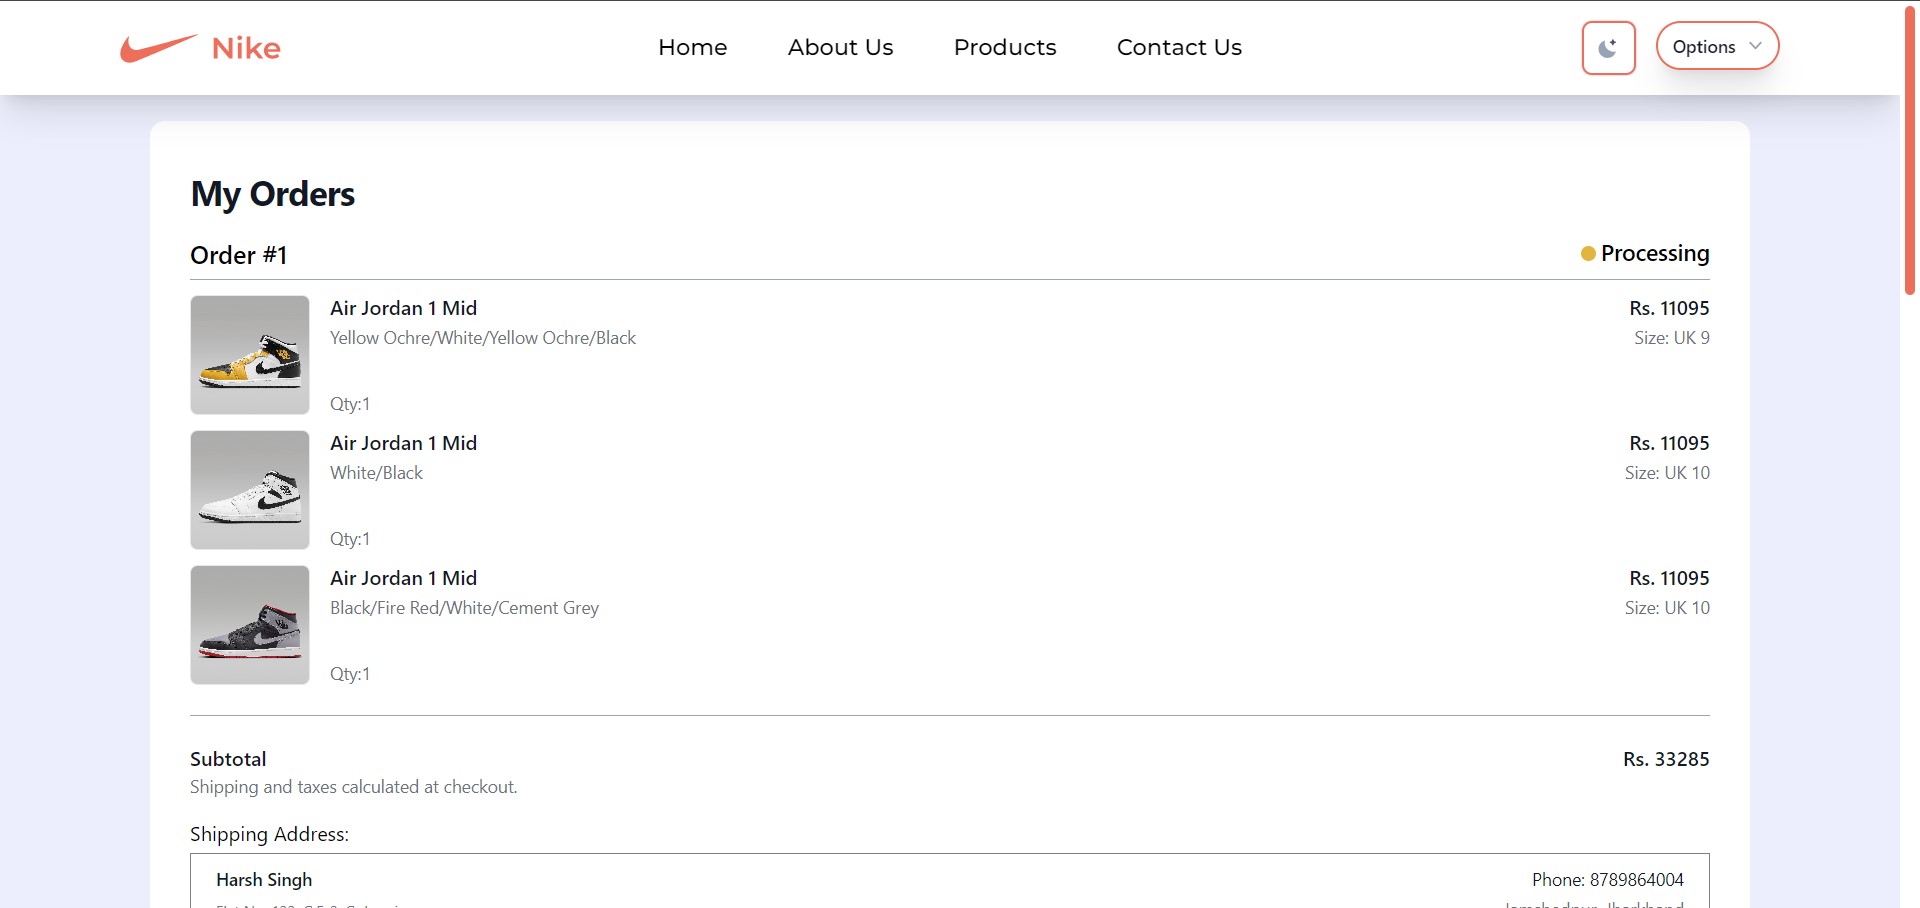 Nike
Home
About Us
Products
Contact Us
Options
My Orders
Order #1
Processing
Air Jordan 1 Mid
Rs. 11095
Yellow Ochre/White/Yellow Ochre/Black
Size: UK 9
Qty:1
Air Jordan 1 Mid
Rs. 11095
White/Black
Size: UK 10
Qty:1
Air Jordan 1 Mid
Rs. 11095
Black/Fire Red/White/Cement Grey
Size: UK 10
Qty:1
Subtotal
Rs. 33285
Shipping and taxes calculated at checkout.
Shipping Address:
Harsh Singh
Phone: 8789864004
Jamshedpur, Jharkhand